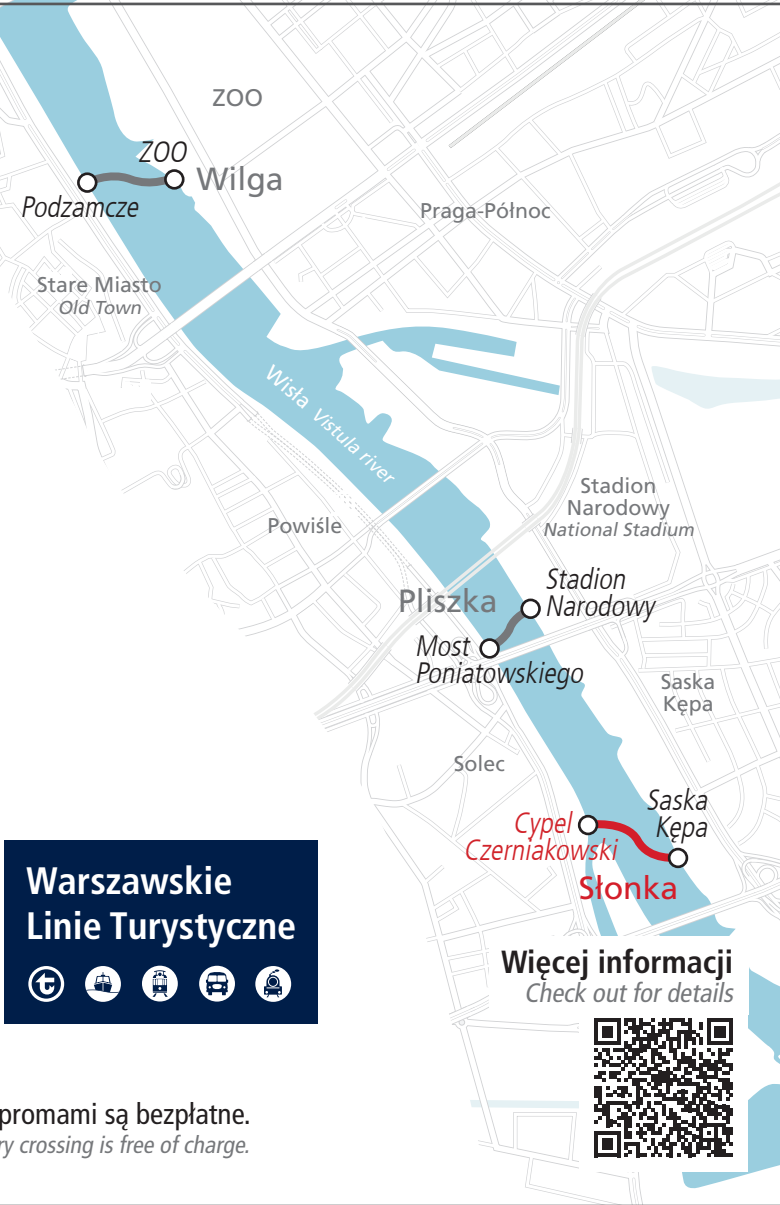 ZOO
ZOO
Wilga
Podzamcze
Praga-Północ
Stare Miasto
Old Town
Wisła Vistula river
Powiśle
Stadion
Narodowy
National Stadium
Pliszka
Stadion
Narodowy
Most
Poniatowskiego
Saska
Kępa
Solec
Saska
Kępa
Cypel
Czerniakowski
Słonka
Warszawskie
Linie Turystyczne
Więcej informacji
Check out for details
promami są bezpłatne.
ry crossing is free of charge.